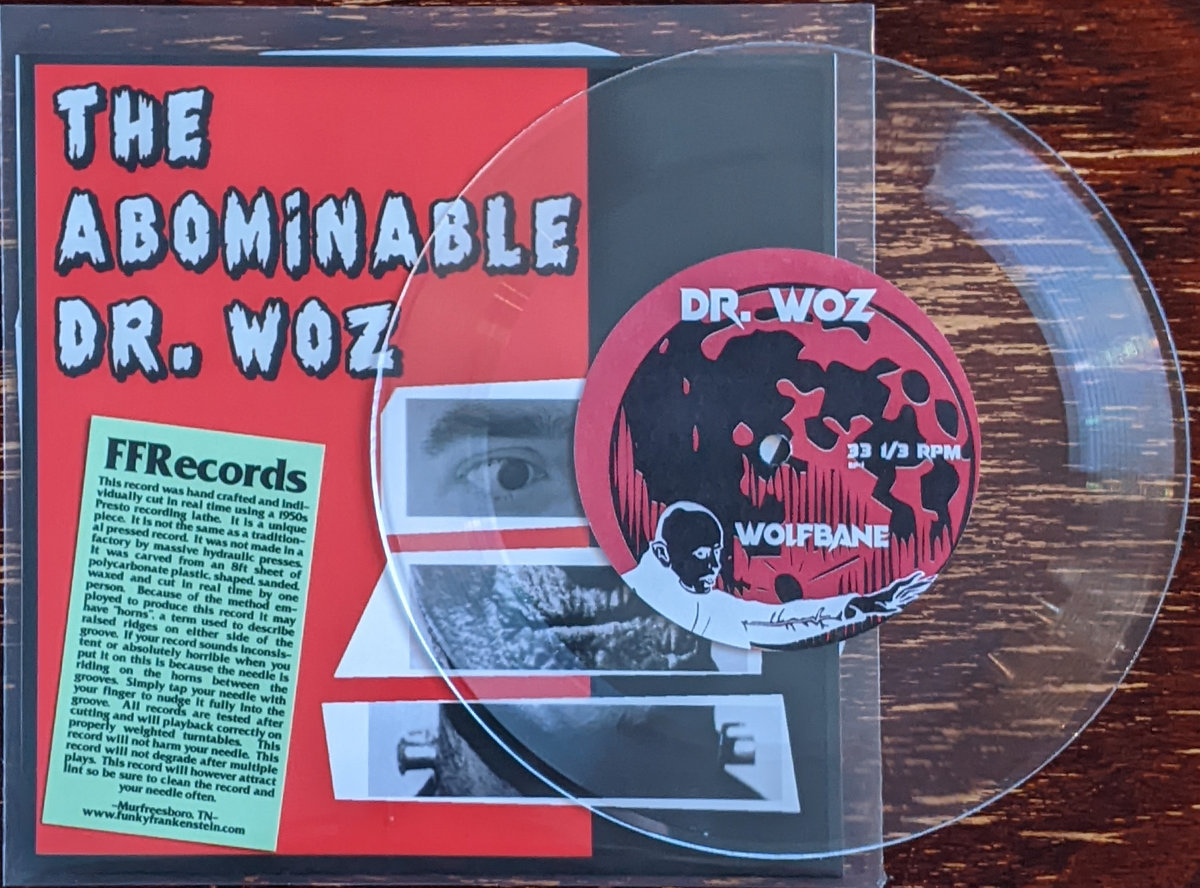 THE
ABOMiNABLE
DR. WOZ
FFRecords
This record was hand crafted and indi-
vidually cut in real time using a 1950s
Presto recording lathe. It is a unique
piece. It is not the same as a tradition-
al pressed record. It was not made in a
factory by massive hydraulic presses.
It was carved from an 8ft sheet of
polycarbonate plastic, shaped, sanded,
waxed and cut in real time by one
person. Because of the method em-
ployed to produce this record it may
have "horns", a term used to describe
raised ridges on either side of the
groove. If your record sounds inconsis-
tent or absolutely horrible when you
put it on this is because the needle is
riding on the horns between the
grooves. Simply tap your needle with
your finger to nudge it fully into the
groove. All records are tested after
cutting and will playback correctly on
properly weighted turntables. This
record will not harm your needle. This
record will not degrade after multiple
plays. This record will however attract
lint so be sure to clean the record and
your needle often.
~Murfreesboro, TN~
www.funkyfrankenstein.com
DR. WOZ
33 1/3 RPM
WOLFBANE